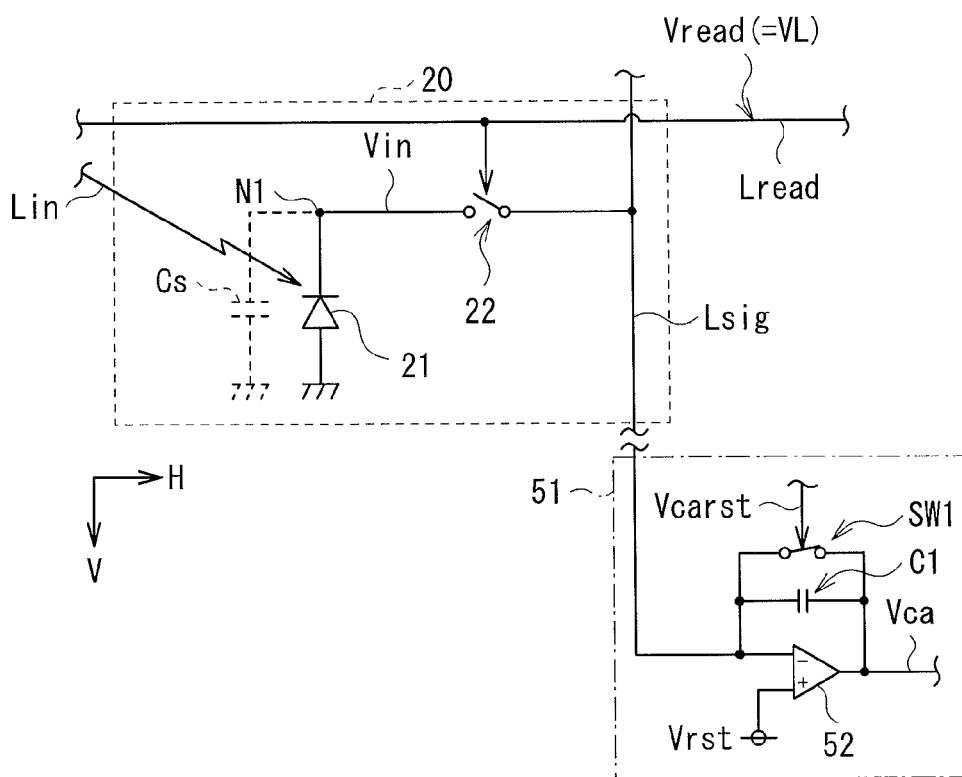 Vread(=VL)
20
Vin
Lread
Lin
N1
Cs
22
Lsig
21
H
V
51
Vcarst
SW1
C1
Vca
−
+
Vrst
52